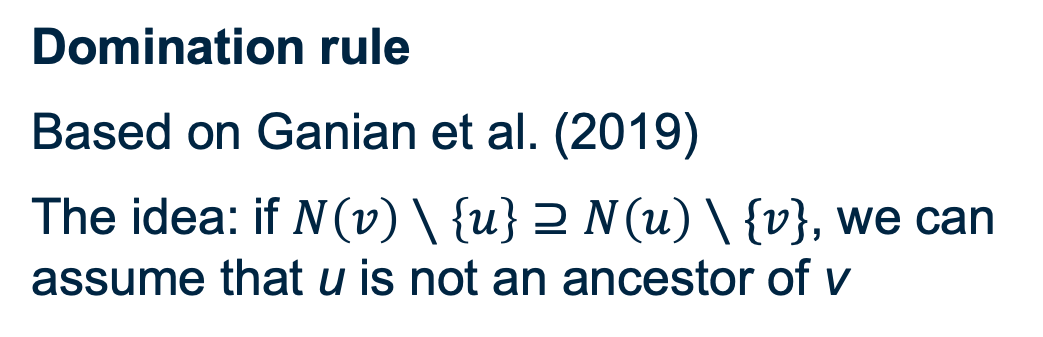 Domination rule
Based on Ganian et al. (2019)
The idea: if 𝑁(𝑣) \ {𝑢} ⊇ 𝑁(𝑢) \ {𝑣}, we can
assume that u is not an ancestor of v